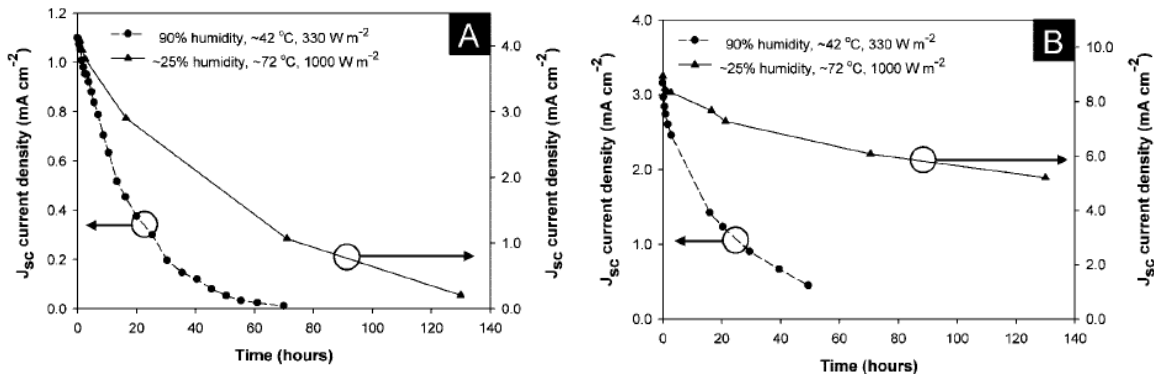 A
90% humidity, ~42 °C, 330 W m⁻²
~25% humidity, ~72 °C, 1000 W m⁻²
J_SC current density (mA cm⁻²)
1.2
1.0
0.8
0.6
0.4
0.2
0.0
4.0
3.0
2.0
1.0
0.0
J_SC current density (mA cm⁻²)
0 20 40 60 80 100 120 140
Time (hours)
B
90% humidity, ~42 °C, 330 W m⁻²
~25% humidity, ~72 °C, 1000 W m⁻²
J_SC current density (mA cm⁻²)
4.0
3.0
2.0
1.0
0.0
10.0
8.0
6.0
4.0
2.0
0.0
J_SC current density (mA cm⁻²)
0 20 40 60 80 100 120 140
Time (hours)